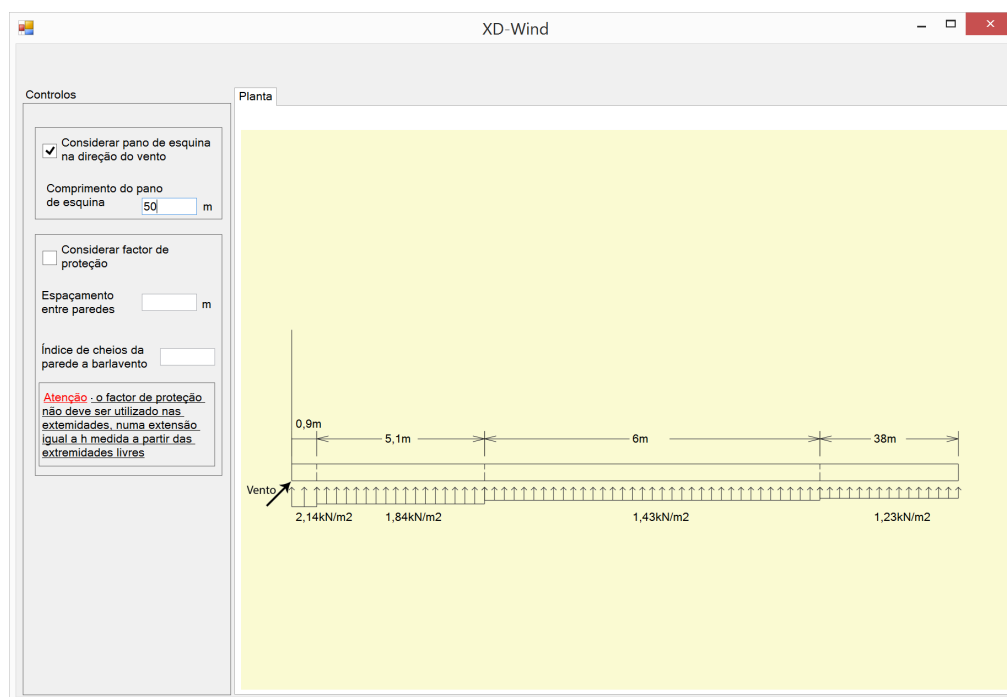 XD-Wind
Controlos
Planta
Considerar pano de esquina
na direção do vento
Comprimento do pano
de esquina 50 m
Considerar factor de
proteção
Espaçamento
entre paredes m
Índice de cheios da
parede a barlavento
Atenção - o factor de proteção
não deve ser utilizado nas
extemidades, numa extensão
igual a h medida a partir das
extremidades livres
0,9m
5,1m 6m 38m
Vento
2,14kN/m2 1,84kN/m2 1,43kN/m2 1,23kN/m2